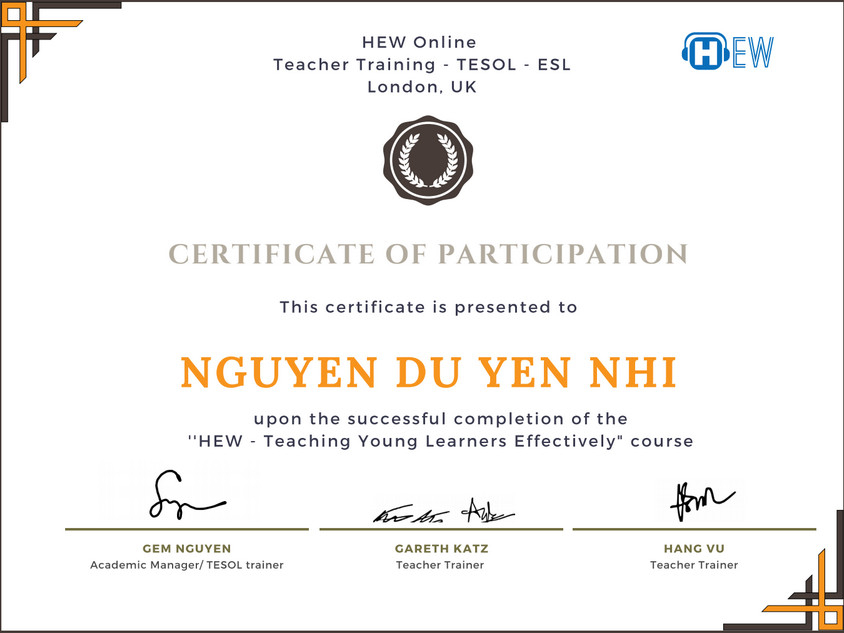 HEW Online
Teacher Training - TESOL - ESL
London, UK
HEW
CERTIFICATE OF PARTICIPATION
This certificate is presented to
NGUYEN DU YEN NHI
upon the successful completion of the
''HEW - Teaching Young Learners Effectively" course
GEM NGUYEN
Academic Manager/ TESOL trainer
GARETH KATZ
Teacher Trainer
HANG VU
Teacher Trainer